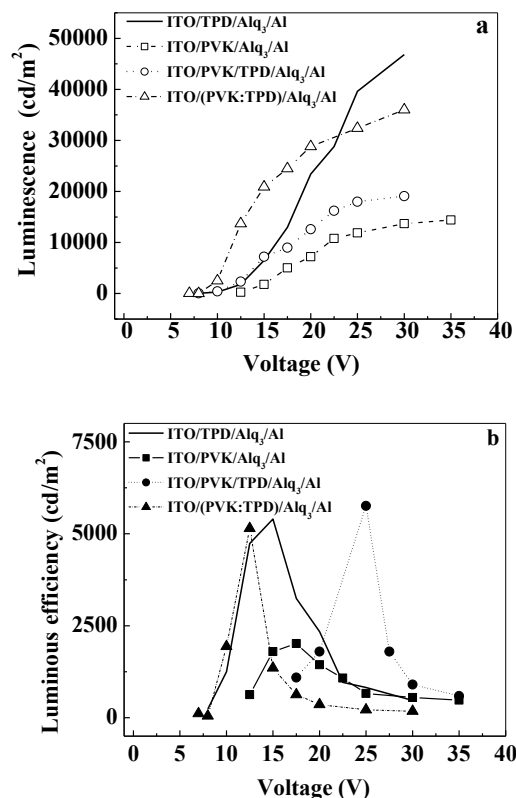 a
ITO/TPD/Alq3/Al
ITO/PVK/Alq3/Al
ITO/PVK/TPD/Alq3/Al
ITO/(PVK:TPD)/Alq3/Al
Luminescence (cd/m2)
50000
40000
30000
20000
10000
0
0 5 10 15 20 25 30 35
Voltage (V)
b
ITO/TPD/Alq3/Al
ITO/PVK/Alq3/Al
ITO/PVK/TPD/Alq3/Al
ITO/(PVK:TPD)/Alq3/Al
Luminous efficiency (cd/m2)
7500
5000
2500
0
0 5 10 15 20 25 30 35
Voltage (V)